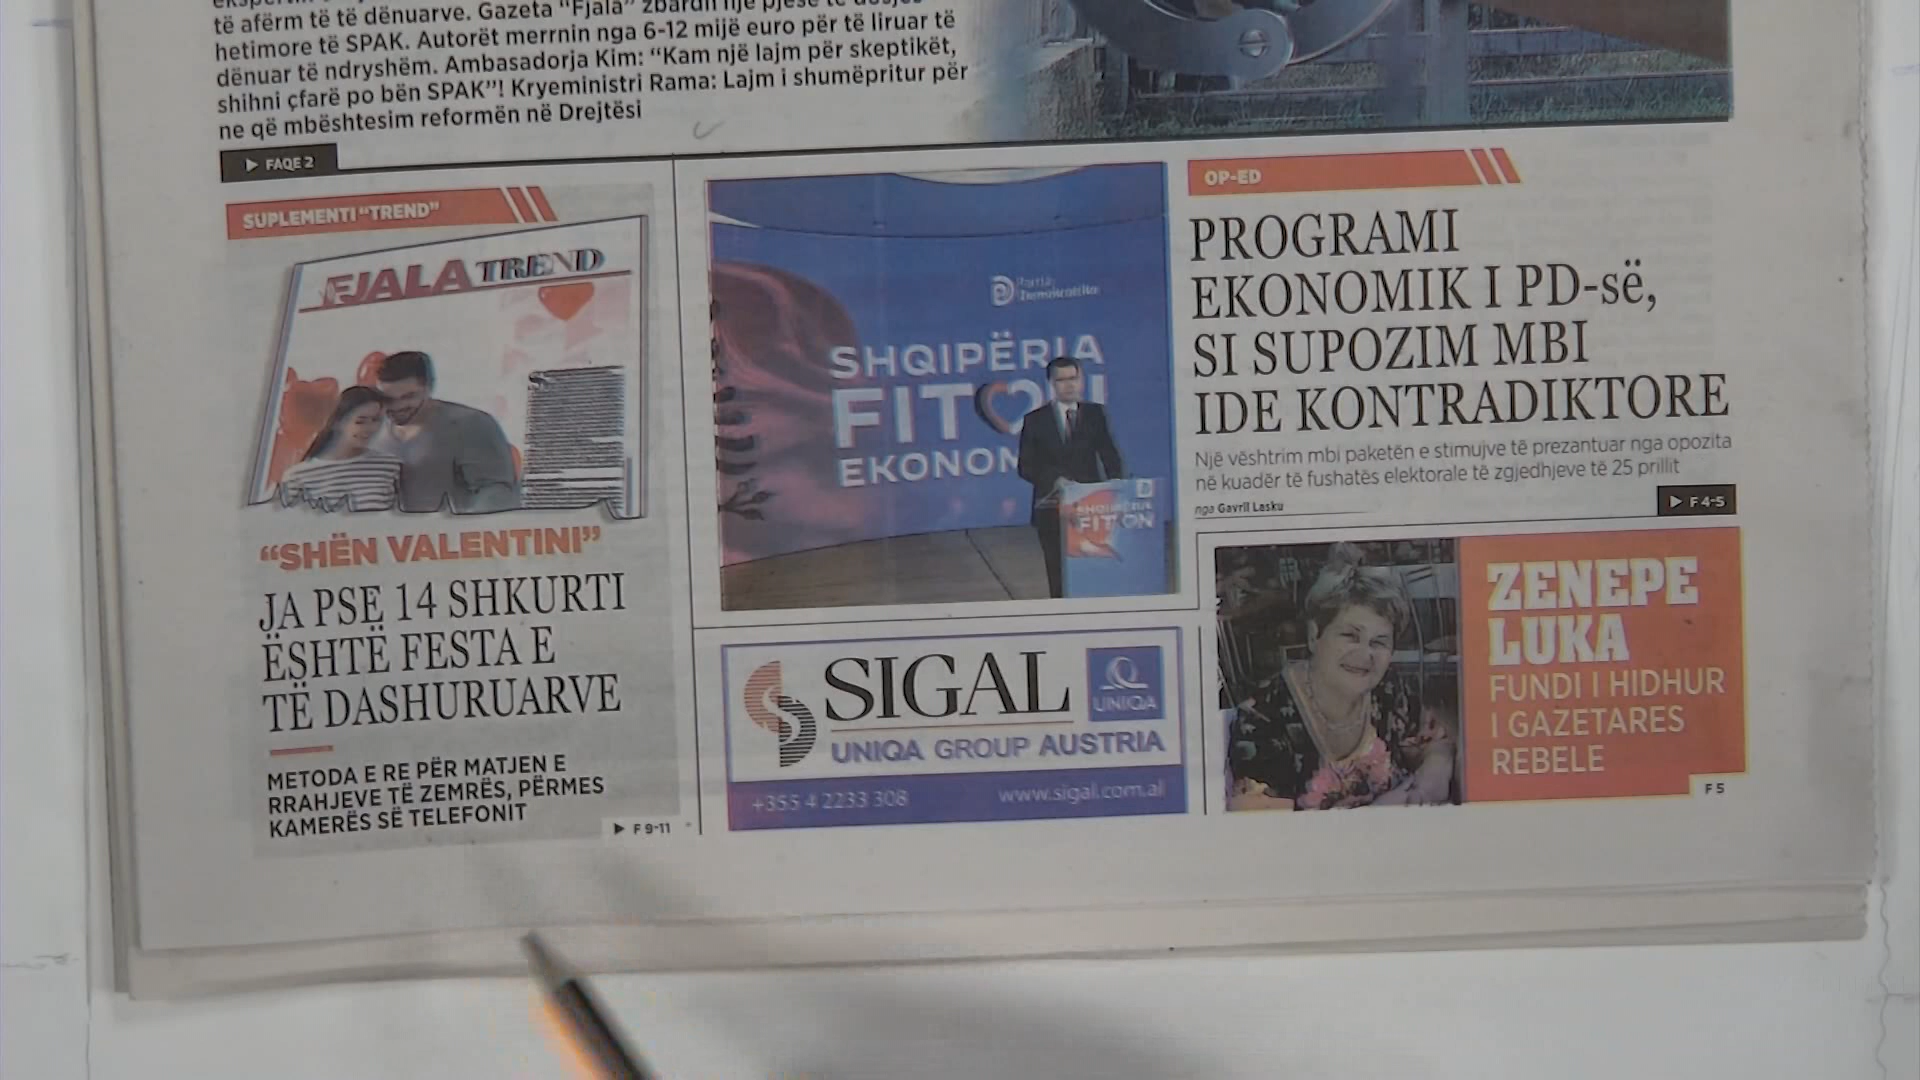 të afërm të të dënuarve. Gazeta "Fjala" zbardh një pjesë të dosjes
hetimore të SPAK. Autorët merrnin nga 6-12 mijë euro për të liruar të
dënuar të ndryshëm. Ambasadorja Kim: "Kam një lajm për skeptikët,
shihni çfarë po bën SPAK"! Kryeministri Rama: Lajm i shumëpritur për
ne që mbështesim reformën në Drejtësi
FAQE 2
SUPLEMENTI "TREND"
FJALA TREND
"SHËN VALENTINI"
JA PSE 14 SHKURTI
ËSHTË FESTA E
TË DASHURUARVE
METODA E RE PËR MATJEN E
RRAHJEVE TË ZEMRËS, PËRMES
KAMERËS SË TELEFONIT
F 9-11
Partia
Demokratike
SHQIPËRIA
FITON
EKONOM
SHQIPËRIA
FITON
SIGAL
UNIQA
UNIQA GROUP AUSTRIA
+355 4 2233 308
www.sigal.com.al
OP-ED
PROGRAMI
EKONOMIK I PD-së,
SI SUPOZIM MBI
IDE KONTRADIKTORE
Një vështrim mbi paketën e stimujve të prezantuar nga opozita
në kuadër të fushatës elektorale të zgjedhjeve të 25 prillit
nga Gavril Lasku
F 4-5
ZENEPE
LUKA
FUNDI I HIDHUR
I GAZETARES
REBELE
F 5